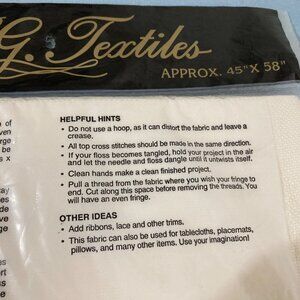 G. Textiles
APPROX. 45" X 58"
HELPFUL HINTS
• Do not use a hoop, as it can distort the fabric and leave a
crease.
• All top cross stitches should be made in the same direction.
• If your floss becomes tangled, hold your project in the air
and let the needle and floss dangle until it untwists itself.
• Clean hands make a clean finished project.
• Pull a thread from the fabric where you wish your fringe to
end. Cut along this space before removing the threads. You
will have an even fringe.
OTHER IDEAS
• Add ribbons, lace and other trims.
• This fabric can also be used for tablecloths, placemats,
pillows, and many other items. Use your imagination!